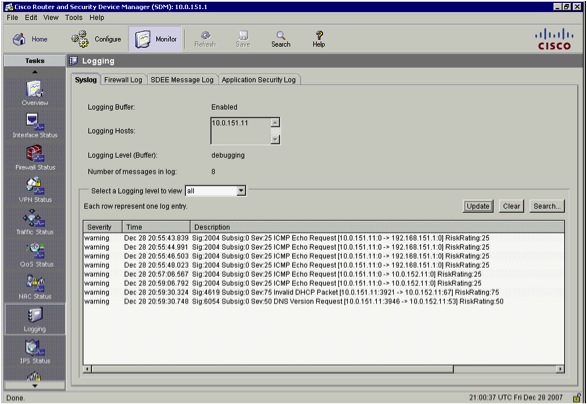 Cisco Router and Security Device Manager (SDM): 10.0.151.1
File Edit View Tools Help
Home Configure Monitor Refresh Save Search Help CISCO
Tasks
Logging
Overview
Interface Status
Firewall Status
VPN Status
Traffic Status
QoS Status
NAC Status
Logging
IPS Status
Syslog Firewall Log SDEE Message Log Application Security Log
Logging Buffer: Enabled
Logging Hosts: 10.0.151.11
Logging Level (Buffer): debugging
Number of messages in log: 8
Select a Logging level to view all
Each row represent one log entry. Update Clear Search...
Severity Time Description
warning Dec 28 20:55:43.839 Sig:2004 Subsig:0 Sev:25 ICMP Echo Request [10.0.151.11:0 -> 192.168.151.1:0] RiskRating:25
warning Dec 28 20:55:44.991 Sig:2004 Subsig:0 Sev:25 ICMP Echo Request [10.0.151.11:0 -> 192.168.151.1:0] RiskRating:25
warning Dec 28 20:55:46.503 Sig:2004 Subsig:0 Sev:25 ICMP Echo Request [10.0.151.11:0 -> 192.168.151.1:0] RiskRating:25
warning Dec 28 20:55:48.023 Sig:2004 Subsig:0 Sev:25 ICMP Echo Request [10.0.151.11:0 -> 192.168.151.1:0] RiskRating:25
warning Dec 28 20:57:06.567 Sig:2004 Subsig:0 Sev:25 ICMP Echo Request [10.0.151.11:0 -> 10.0.152.11:0] RiskRating:25
warning Dec 28 20:59:06.792 Sig:2004 Subsig:0 Sev:25 ICMP Echo Request [10.0.151.11:0 -> 10.0.152.11:0] RiskRating:25
warning Dec 28 20:59:30.324 Sig:4619 Subsig:0 Sev:75 Invalid DHCP Packet [10.0.151.11:3921 -> 10.0.152.11:67] RiskRating:75
warning Dec 28 20:59:30.748 Sig:6054 Subsig:0 Sev:50 DNS Version Request [10.0.151.11:3946 -> 10.0.152.11:53] RiskRating:50
Done. 21:00:37 UTC Fri Dec 28 2007